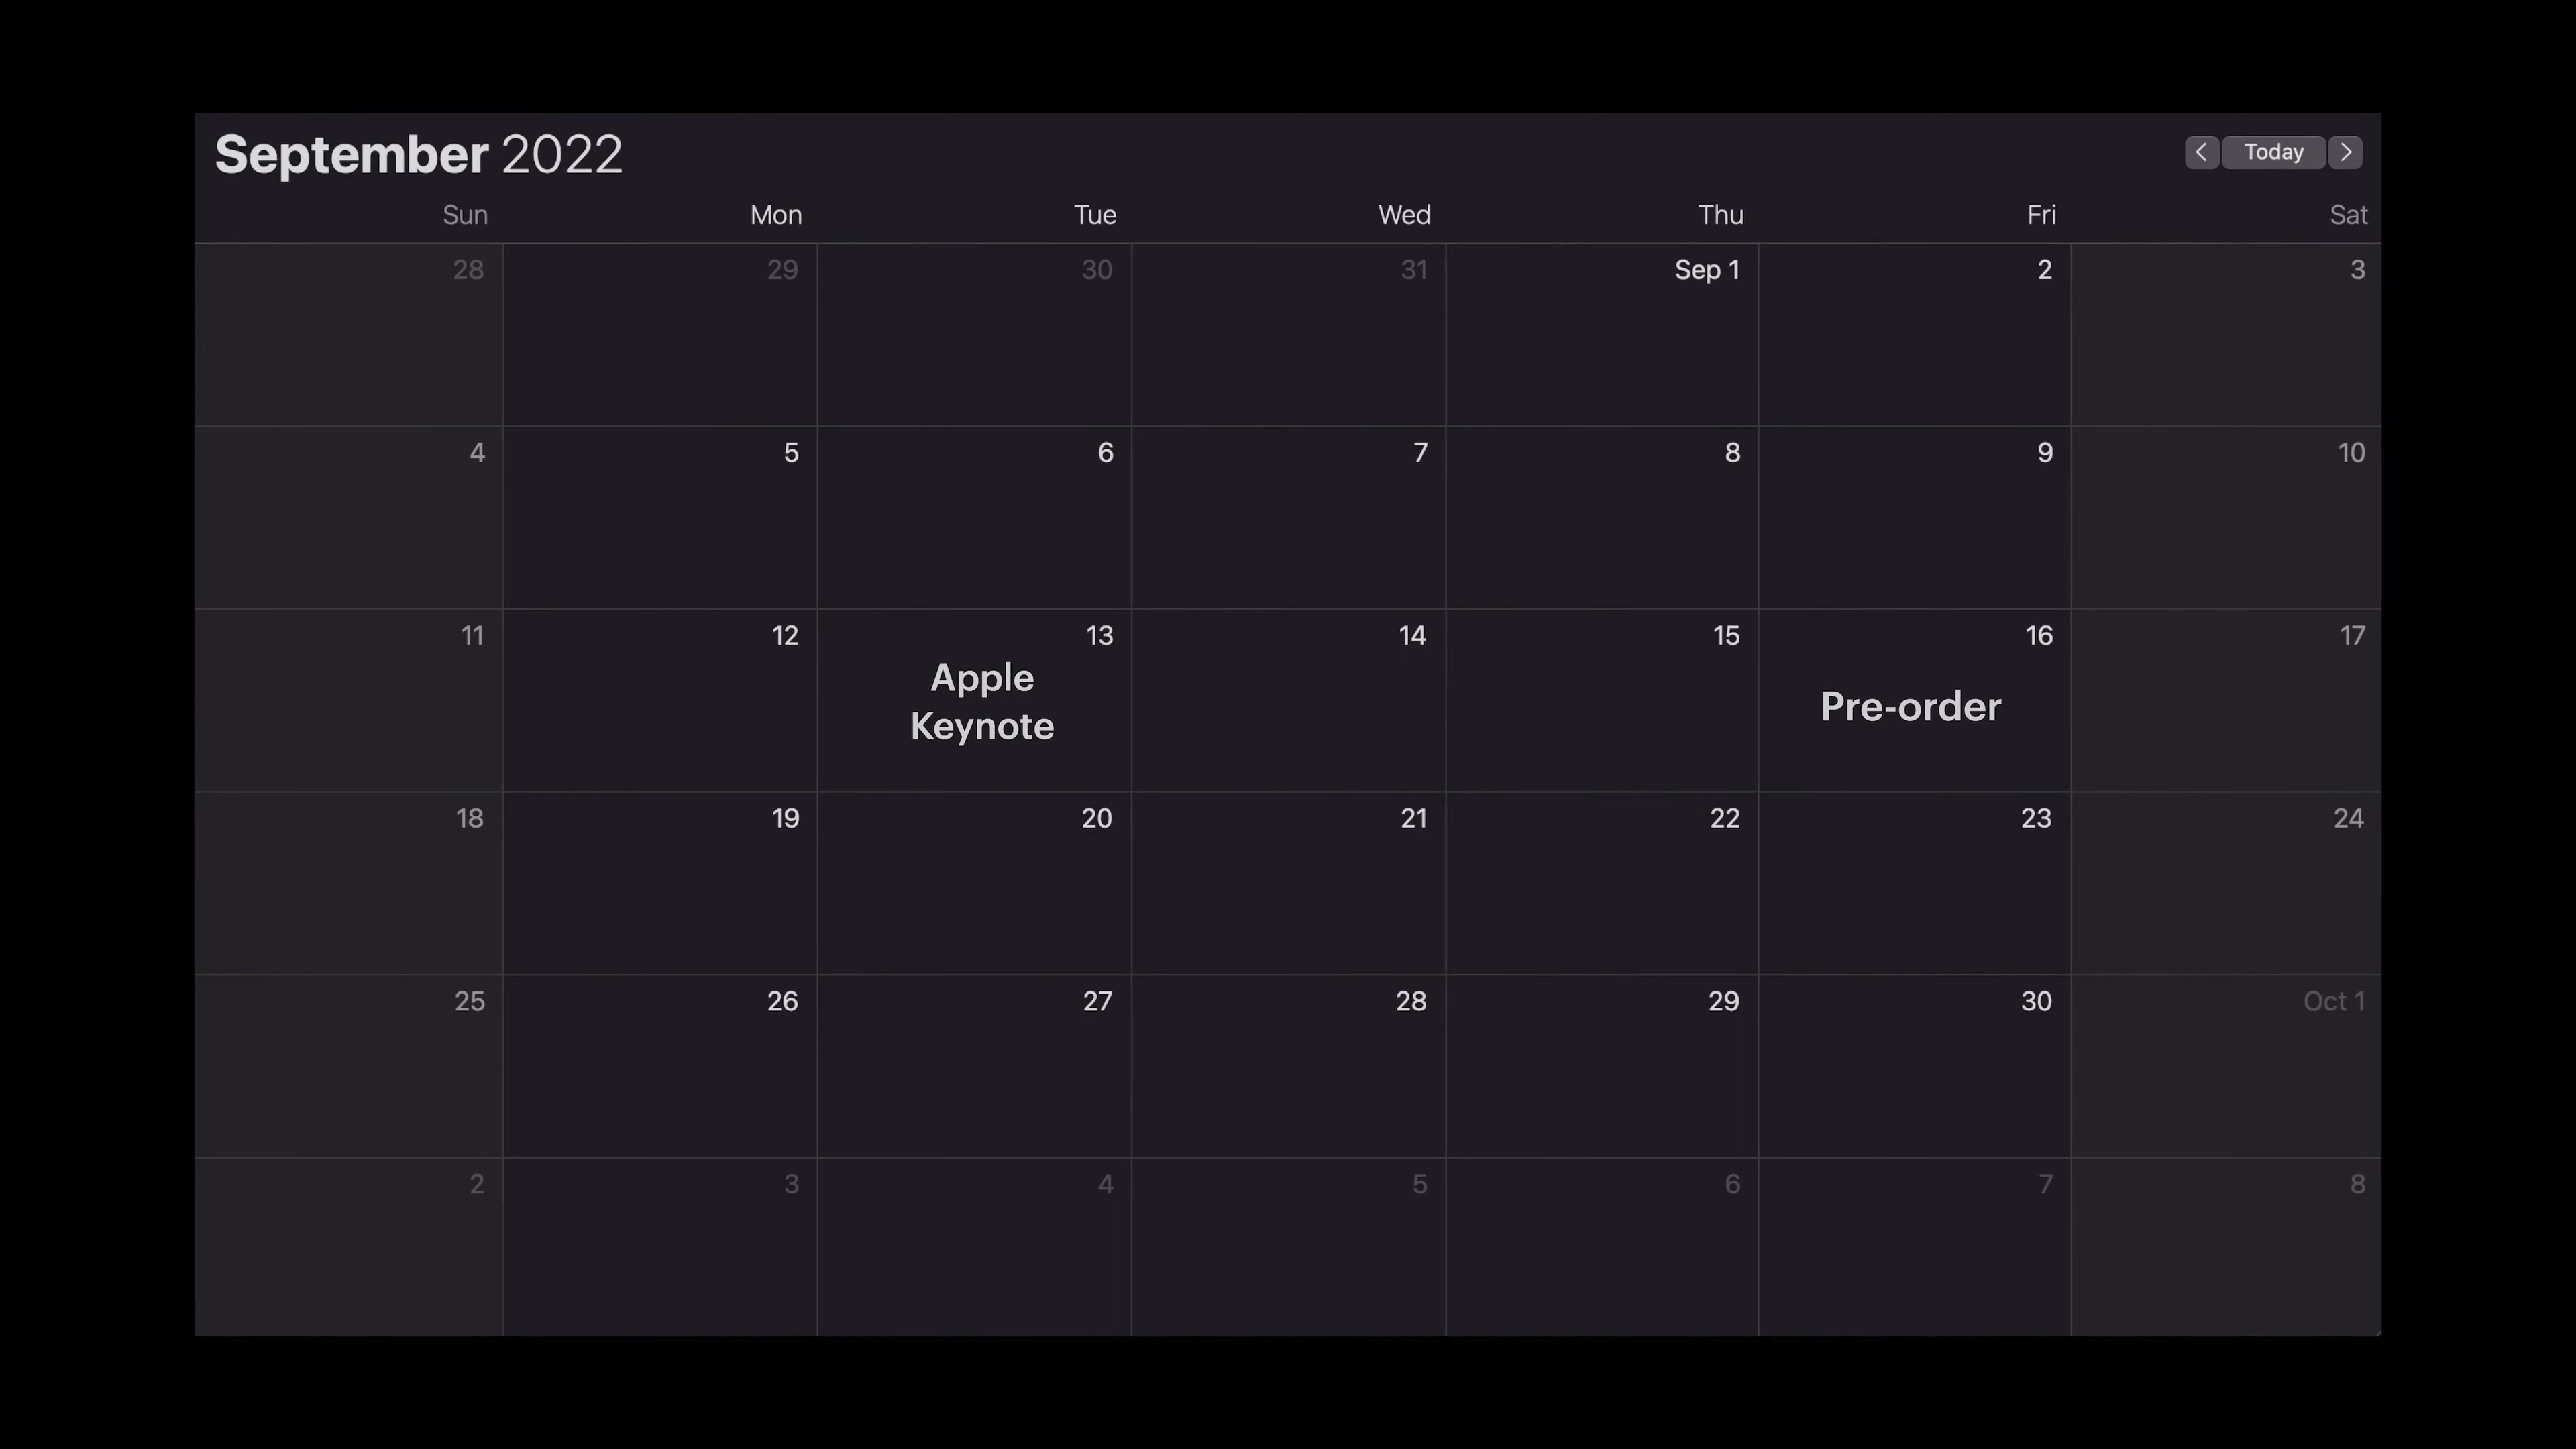 September 2022
< Today >
Sun Mon Tue Wed Thu Fri Sat
28 29 30 31 Sep 1 2 3
4 5 6 7 8 9 10
11 12 13 14 15 16 17
Apple
Keynote
Pre-order
18 19 20 21 22 23 24
25 26 27 28 29 30 Oct 1
2 3 4 5 6 7 8